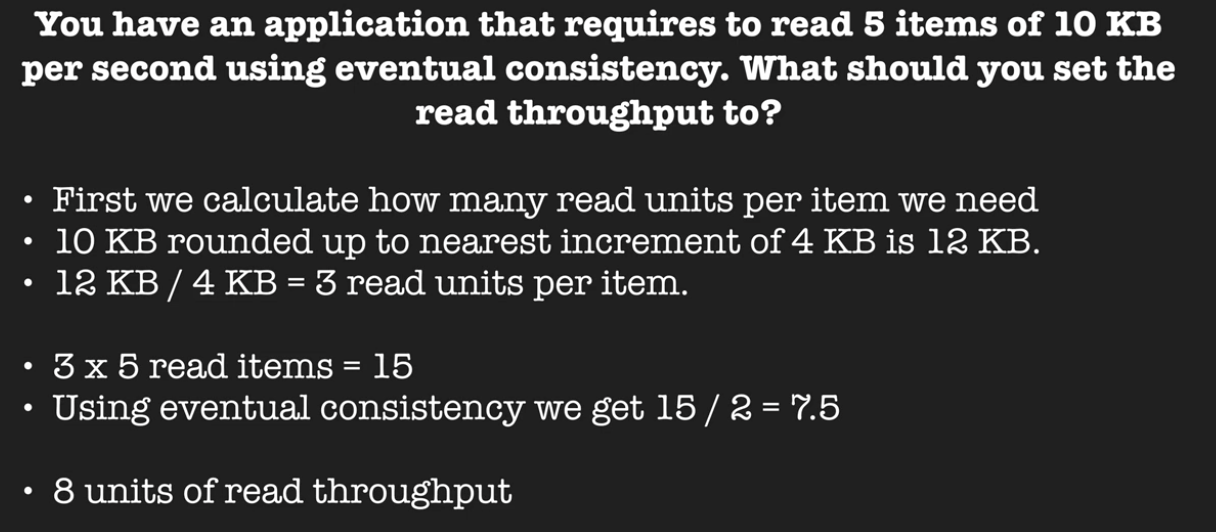 You have an application that requires to read 5 items of 10 KB
per second using eventual consistency. What should you set the
read throughput to?
• First we calculate how many read units per item we need
• 10 KB rounded up to nearest increment of 4 KB is 12 KB.
• 12 KB / 4 KB = 3 read units per item.
• 3 x 5 read items = 15
• Using eventual consistency we get 15 / 2 = 7.5
• 8 units of read throughput